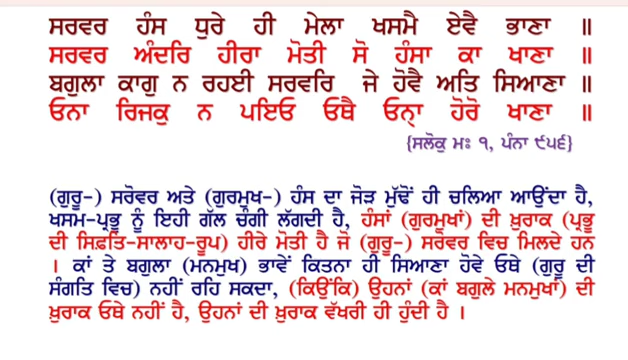 ਸਰਵਰ ਹੰਸ ਧੁਰੇ ਹੀ ਮੇਲਾ ਖਸਮੈ ਏਵੈ ਭਾਣਾ ॥
ਸਰਵਰ ਅੰਦਰਿ ਹੀਰਾ ਮੋਤੀ ਸੋ ਹੰਸਾ ਕਾ ਖਾਣਾ ॥
ਬਗੁਲਾ ਕਾਗੁ ਨ ਰਹਈ ਸਰਵਰਿ ਜੇ ਹੋਵੈ ਅਤਿ ਸਿਆਣਾ ॥
ਓਨਾ ਰਿਜਕੁ ਨ ਪਇਓ ਓਥੈ ਓਨ੍ਹਾ ਹੋਰੋ ਖਾਣਾ ॥
{ਸਲੋਕੁ ਮਃ ੧, ਪੰਨਾ ੯੫੬}
(ਗੁਰੂ-) ਸਰੋਵਰ ਅਤੇ (ਗੁਰਮੁਖ-) ਹੰਸ ਦਾ ਜੋੜ ਮੁੱਢੋਂ ਹੀ ਚਲਿਆ ਆਉਂਦਾ ਹੈ,
ਖਸਮ-ਪ੍ਰਭੂ ਨੂੰ ਇਹੀ ਗੱਲ ਚੰਗੀ ਲੱਗਦੀ ਹੈ, ਹੰਸਾਂ (ਗੁਰਮੁਖਾਂ) ਦੀ ਖ਼ੁਰਾਕ (ਪ੍ਰਭੂ
ਦੀ ਸਿਫ਼ਤਿ-ਸਾਲਾਹ-ਰੂਪ) ਹੀਰੇ ਮੋਤੀ ਹੈ ਜੋ (ਗੁਰੂ-) ਸਰੋਵਰ ਵਿਚ ਮਿਲਦੇ ਹਨ
। ਕਾਂ ਤੇ ਬਗੁਲਾ (ਮਨਮੁਖ) ਭਾਵੇਂ ਕਿਤਨਾ ਹੀ ਸਿਆਣਾ ਹੋਵੇ ਓਥੇ (ਗੁਰੂ ਦੀ
ਸੰਗਤਿ ਵਿਚ) ਨਹੀਂ ਰਹਿ ਸਕਦਾ, (ਕਿਉਂਕਿ) ਉਹਨਾਂ (ਕਾਂ ਬਗੁਲੇ ਮਨਮੁਖਾਂ) ਦੀ
ਖ਼ੁਰਾਕ ਓਥੇ ਨਹੀਂ ਹੈ, ਉਹਨਾਂ ਦੀ ਖ਼ੁਰਾਕ ਵੱਖਰੀ ਹੀ ਹੁੰਦੀ ਹੈ ।